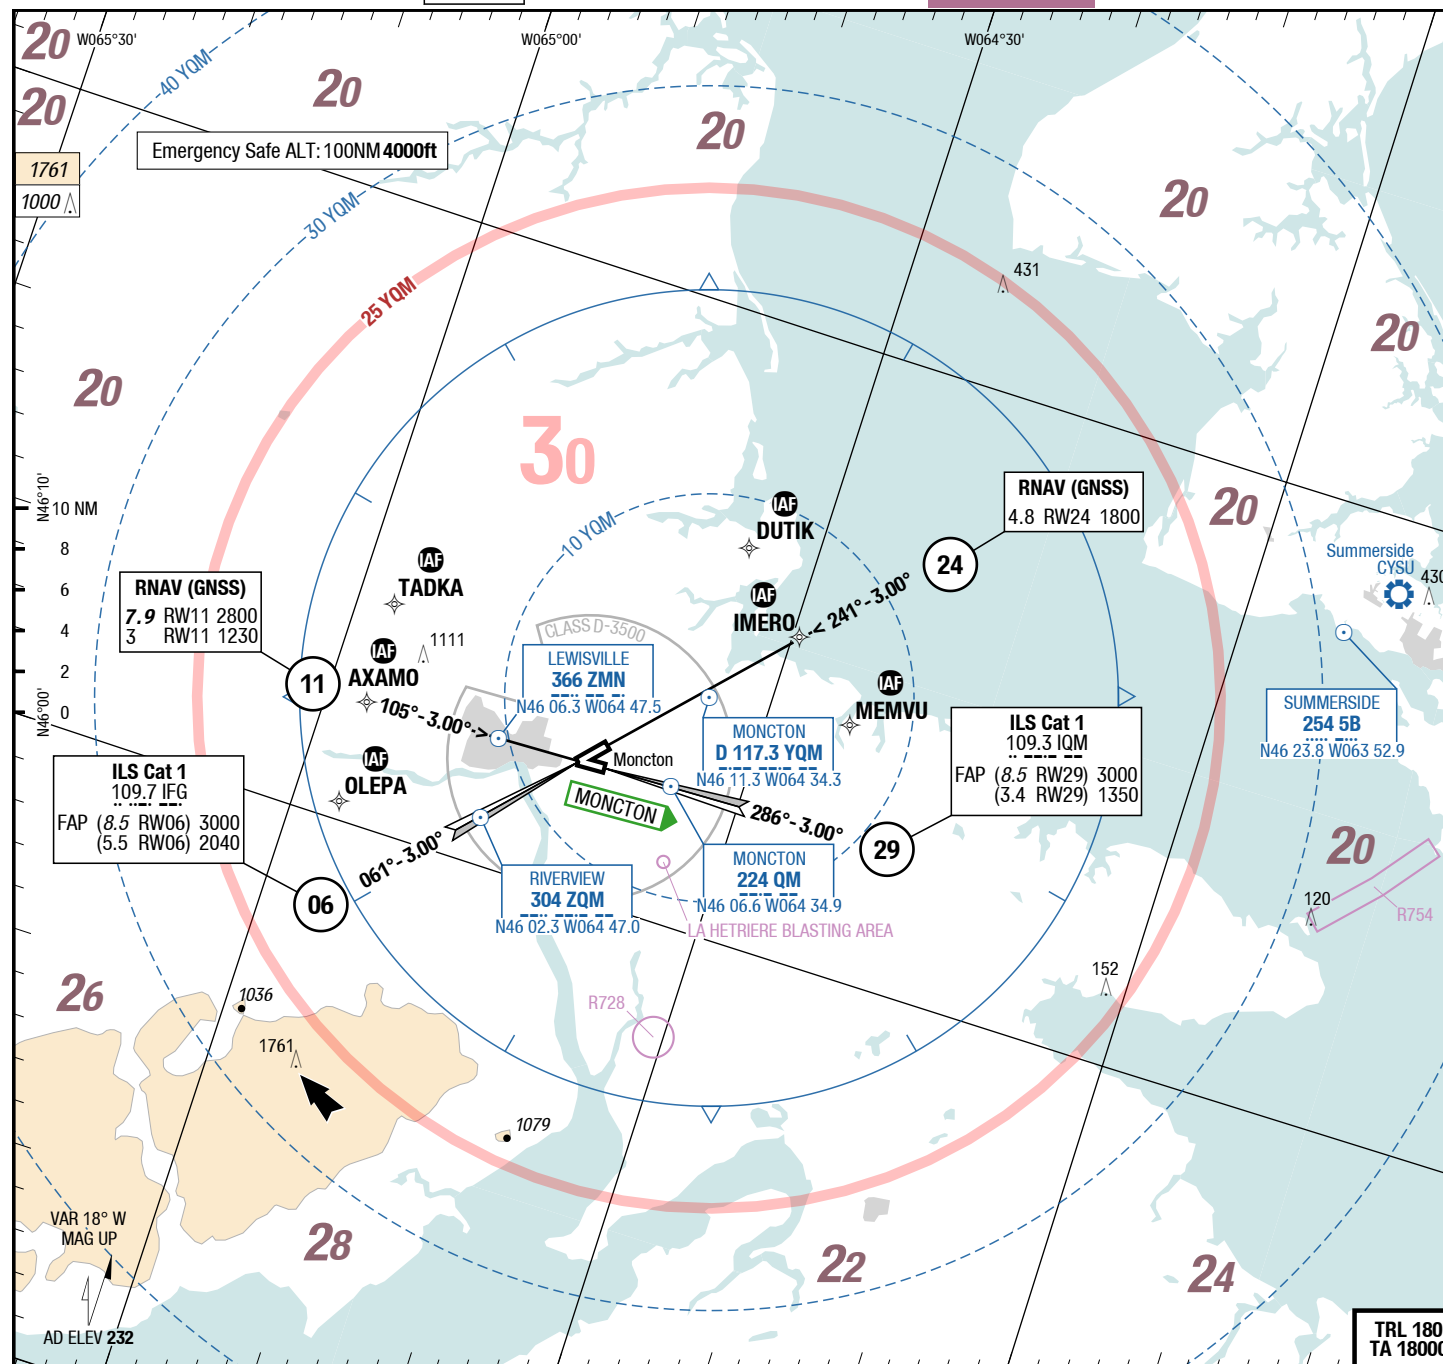 20
W065°30'
W065°00'
W064°30'
40 YQM
20
20
20
Emergency Safe ALT: 100NM 4000ft
1761
1000
20
30 YQM
431
25 YQM
20
20
30
N46°10'
10 NM
8
6
4
2
0
N46°00'
RNAV (GNSS)
4.8 RW24 1800
20
IAF
DUTIK
10 YQM
24
Summerside
CYSU
430
IAF
TADKA
RNAV (GNSS)
7.9 RW11 2800
3 RW11 1230
IAF
IMERO
< 241°-3.00°
CLASS D-3500
1111
IAF
AXAMO
11
LEWISVILLE
366 ZMN
N46 06.3 W064 47.5
IAF
MEMVU
105°-3.00°->
SUMMERSIDE
254 5B
N46 23.8 W063 52.9
MONCTON
D 117.3 YQM
N46 11.3 W064 34.3
Moncton
ILS Cat 1
109.3 IQM
FAP (8.5 RW29) 3000
(3.4 RW29) 1350
ILS Cat 1
109.7 IFG
FAP (8.5 RW06) 3000
(5.5 RW06) 2040
IAF
OLEPA
MONCTON
286°-3.00°
061°-3.00°
29
20
MONCTON
224 QM
N46 06.6 W064 34.9
RIVERVIEW
304 ZQM
N46 02.3 W064 47.0
06
120
R754
LA HETRIERE BLASTING AREA
152
26
1036
R728
1761
1079
VAR 18° W
MAG UP
28
22
24
AD ELEV 232
TRL 180
TA 18000